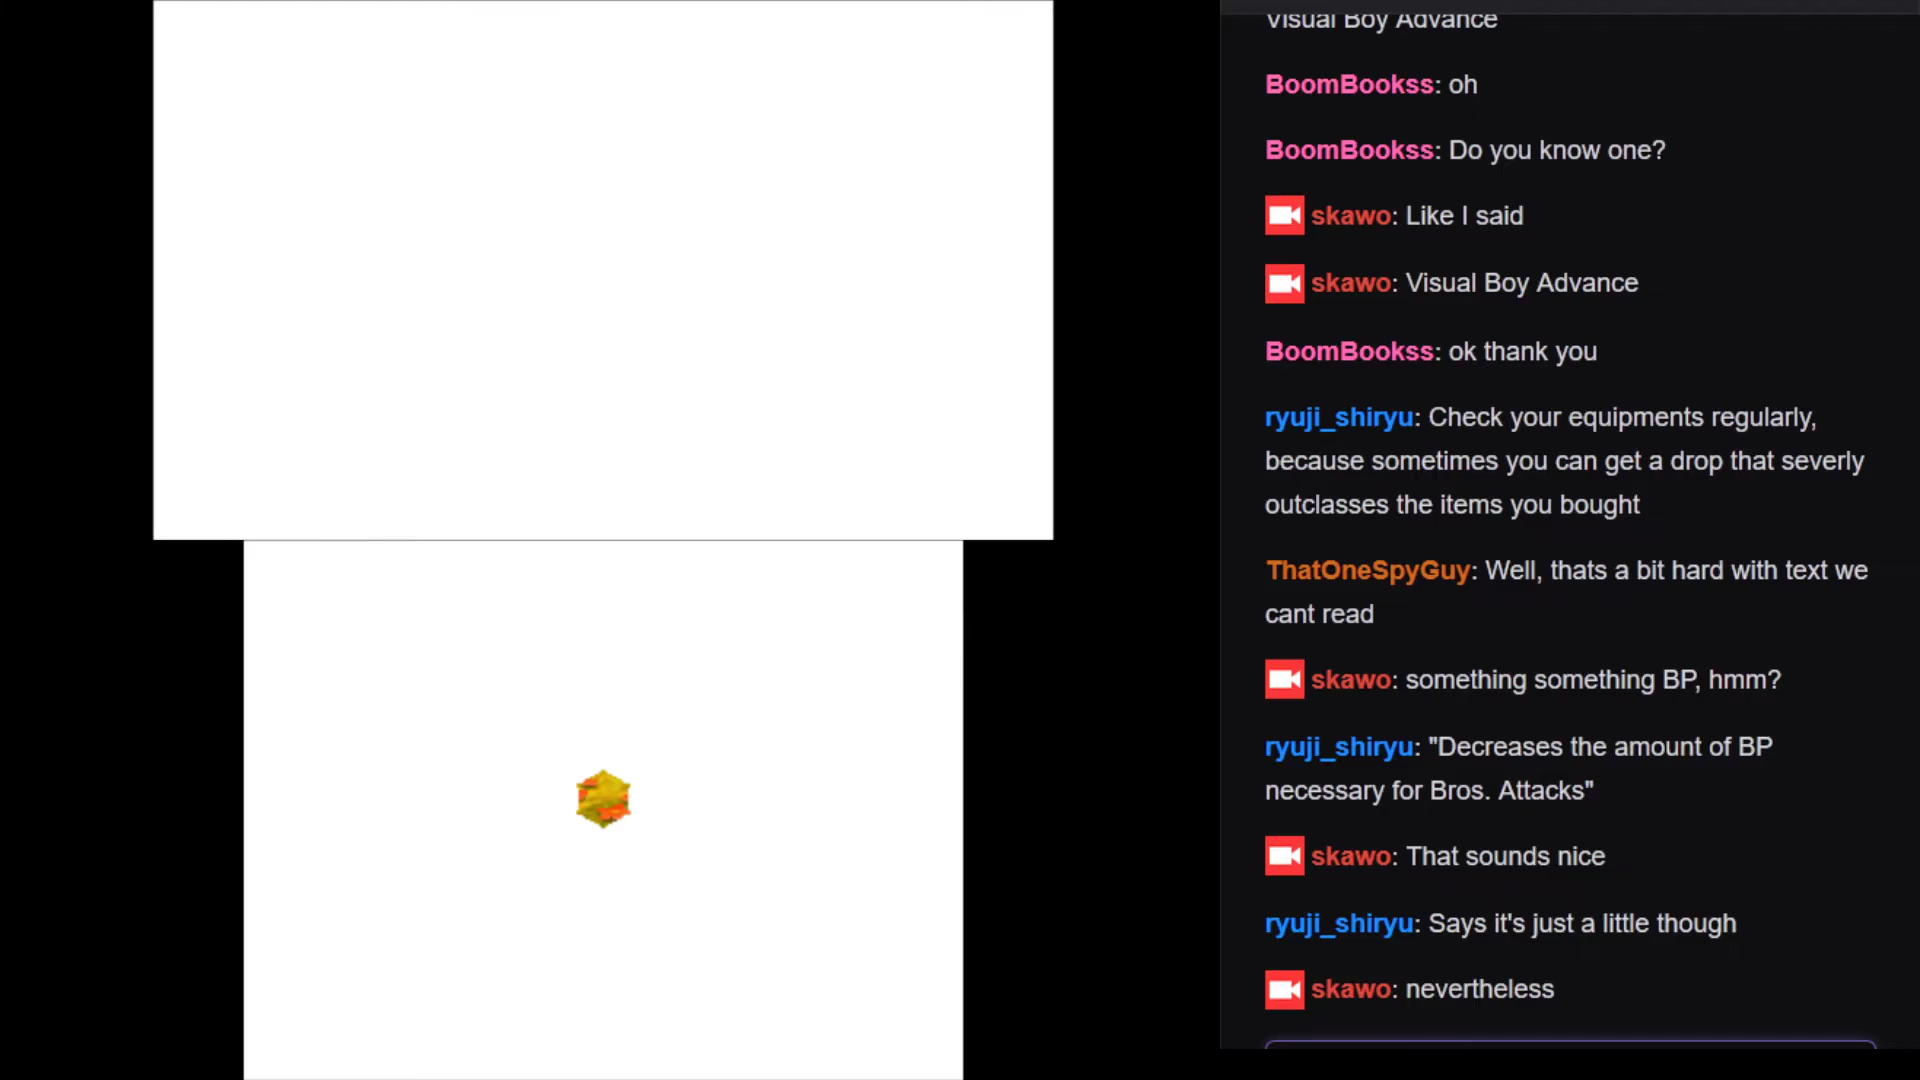 Visual Boy Advance
BoomBookss: oh
BoomBookss: Do you know one?
skawo: Like I said
skawo: Visual Boy Advance
BoomBookss: ok thank you
ryuji_shiryu: Check your equipments regularly,
because sometimes you can get a drop that severly
outclasses the items you bought
ThatOneSpyGuy: Well, thats a bit hard with text we
cant read
skawo: something something BP, hmm?
ryuji_shiryu: "Decreases the amount of BP
necessary for Bros. Attacks"
skawo: That sounds nice
ryuji_shiryu: Says it's just a little though
skawo: nevertheless